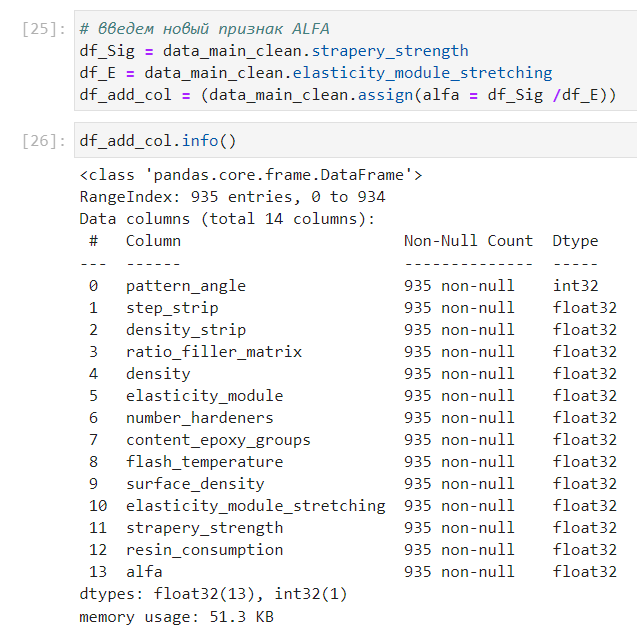 [25]: # введем новый признак ALFA
df_Sig = data_main_clean.strapery_strength
df_E = data_main_clean.elasticity_module_stretching
df_add_col = (data_main_clean.assign(alfa = df_Sig /df_E))
[26]: df_add_col.info()
<class 'pandas.core.frame.DataFrame'>
RangeIndex: 935 entries, 0 to 934
Data columns (total 14 columns):
 #   Column                        Non-Null Count  Dtype
---  ------                        --------------  -----
 0   pattern_angle                 935 non-null    int32
 1   step_strip                    935 non-null    float32
 2   density_strip                 935 non-null    float32
 3   ratio_filler_matrix           935 non-null    float32
 4   density                       935 non-null    float32
 5   elasticity_module             935 non-null    float32
 6   number_hardeners              935 non-null    float32
 7   content_epoxy_groups          935 non-null    float32
 8   flash_temperature             935 non-null    float32
 9   surface_density               935 non-null    float32
 10  elasticity_module_stretching  935 non-null    float32
 11  strapery_strength             935 non-null    float32
 12  resin_consumption             935 non-null    float32
 13  alfa                          935 non-null    float32
dtypes: float32(13), int32(1)
memory usage: 51.3 KB